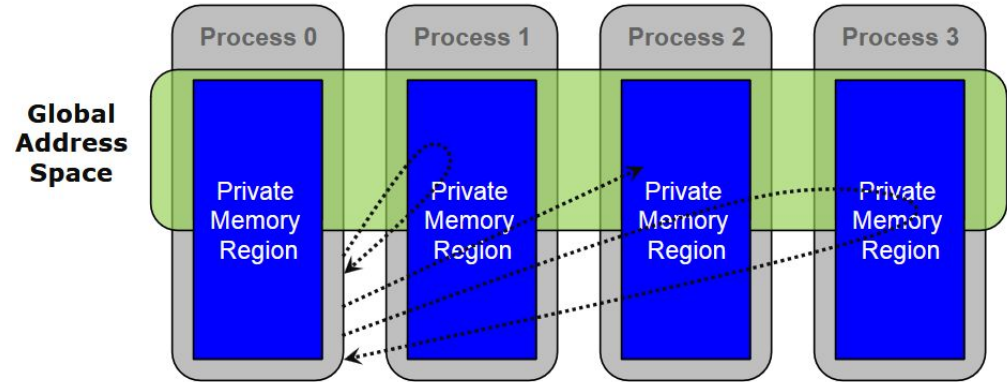 Process 0
Process 1
Process 2
Process 3
Global
Address
Space
Private
Memory
Region
Private
Memory
Region
Private
Memory
Region
Private
Memory
Region